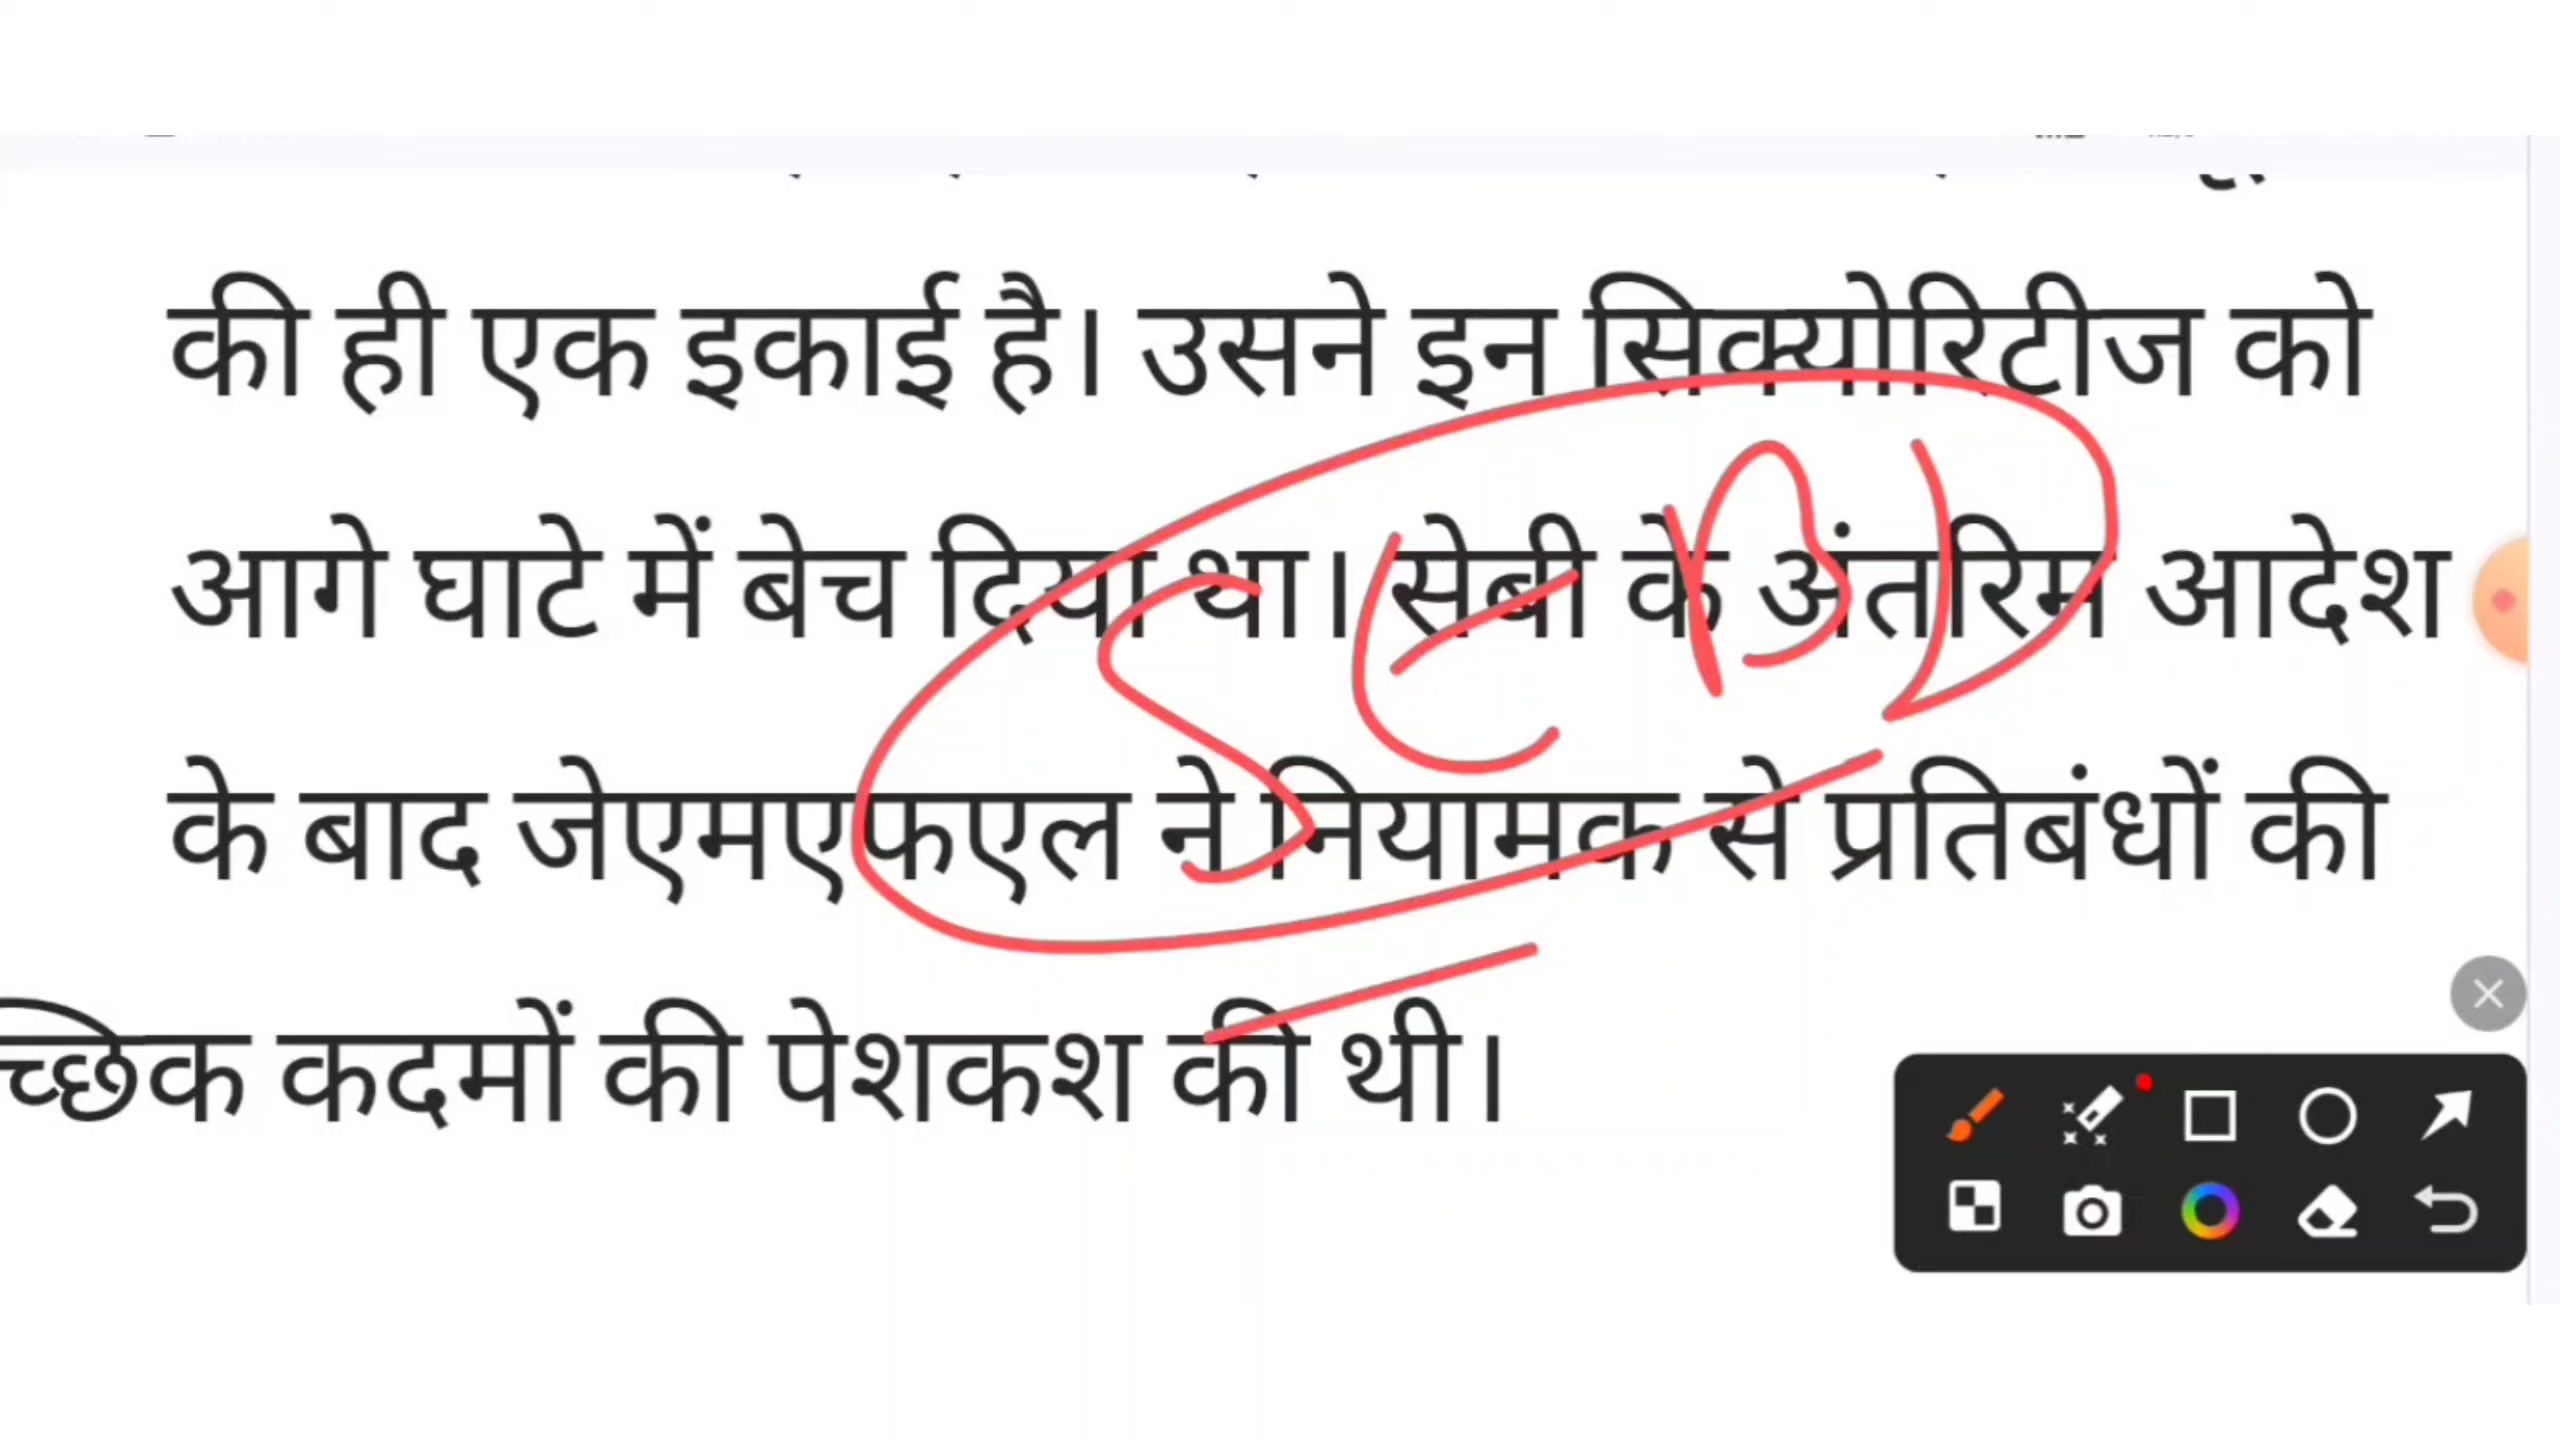 की ही एक इकाई है। उसने इन सिक्योरिटीज को
आगे घाटे में बेच दिया था। सेबी के अंतरिम आदेश
के बाद जेएमएफएल ने नियामक से प्रतिबंधों की
च्छिक कदमों की पेशकश की थी।
SEBI